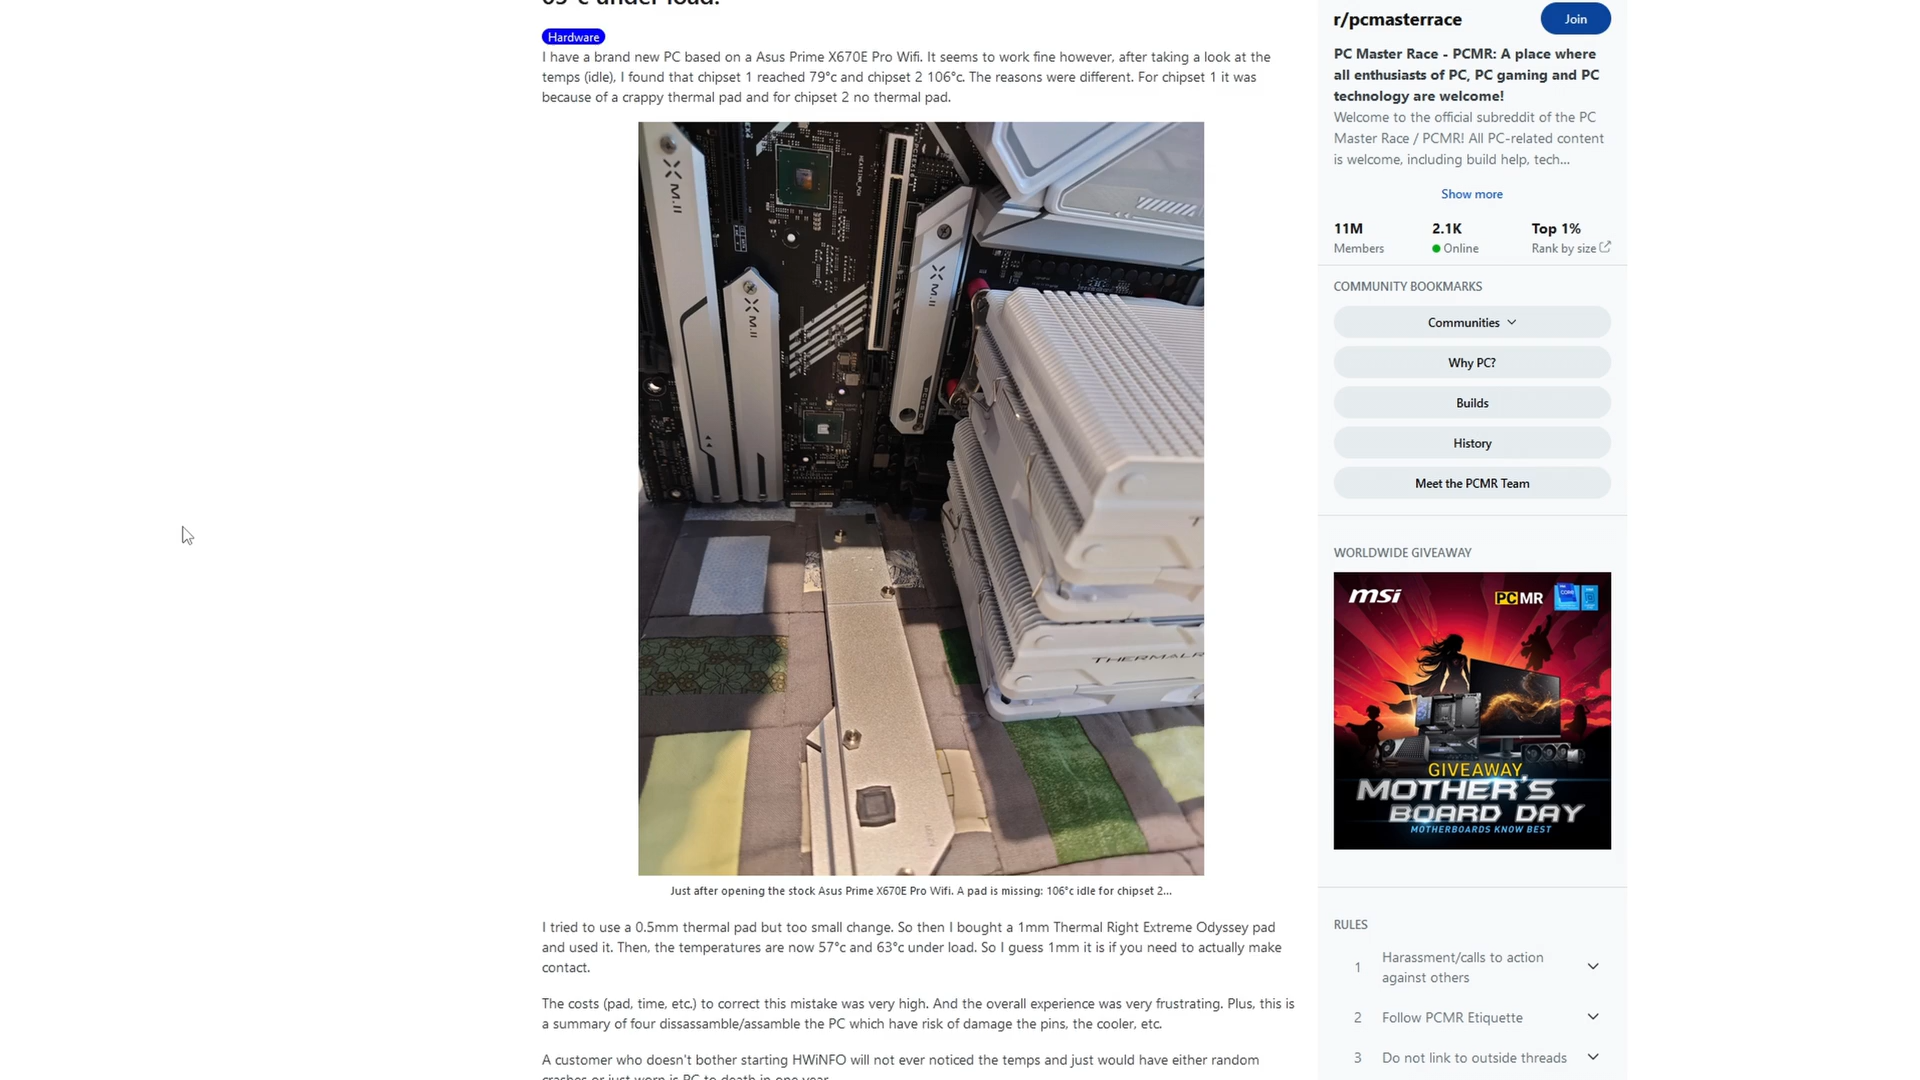 r/pcmasterrace
Join
Hardware
I have a brand new PC based on a Asus Prime X670E Pro Wifi. It seems to work fine however, after taking a look at the
temps (idle), I found that chipset 1 reached 79°c and chipset 2 106°c. The reasons were different. For chipset 1 it was
because of a crappy thermal pad and for chipset 2 no thermal pad.
X M.II
X M.II
X M.II
Just after opening the stock Asus Prime X670E Pro Wifi. A pad is missing: 106°c idle for chipset 2...
I tried to use a 0.5mm thermal pad but too small change. So then I bought a 1mm Thermal Right Extreme Odyssey pad
and used it. Then, the temperatures are now 57°c and 63°c under load. So I guess 1mm it is if you need to actually make
contact.
The costs (pad, time, etc.) to correct this mistake was very high. And the overall experience was very frustrating. Plus, this is
a summary of four dissassamble/assamble the PC which have risk of damage the pins, the cooler, etc.
A customer who doesn't bother starting HWiNFO will not ever noticed the temps and just would have either random
crashes or just worn is PC to death in one year.
PC Master Race - PCMR: A place where
all enthusiasts of PC, PC gaming and PC
technology are welcome!
Welcome to the official subreddit of the PC
Master Race / PCMR! All PC-related content
is welcome, including build help, tech...
Show more
11M
2.1K
Top 1%
Members
Online
Rank by size
COMMUNITY BOOKMARKS
Communities
Why PC?
Builds
History
Meet the PCMR Team
WORLDWIDE GIVEAWAY
msi
PCMR
GIVEAWAY
MOTHER'S
BOARD DAY
MOTHERBOARDS KNOW BEST
RULES
1 Harassment/calls to action
against others
2 Follow PCMR Etiquette
3 Do not link to outside threads